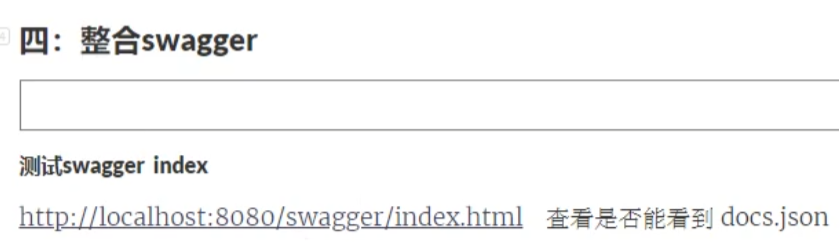 四：整合swagger
测试swagger index
http://localhost:8080/swagger/index.html 查看是否能看到 docs.json